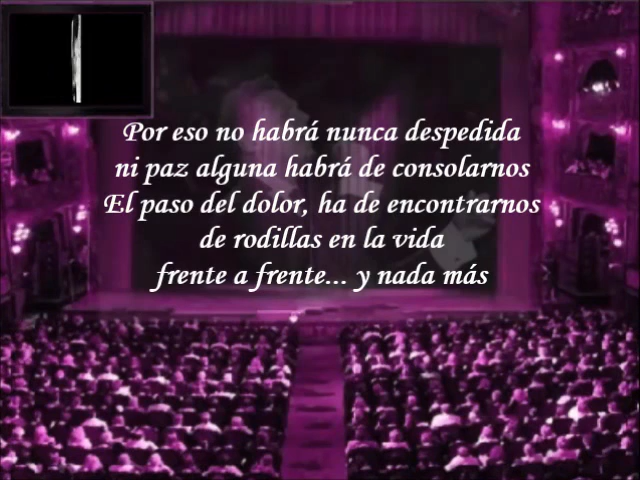 Por eso no habrá nunca despedida
ni paz alguna habrá de consolarnos
El paso del dolor, ha de encontrarnos
de rodillas en la vida
frente a frente... y nada más